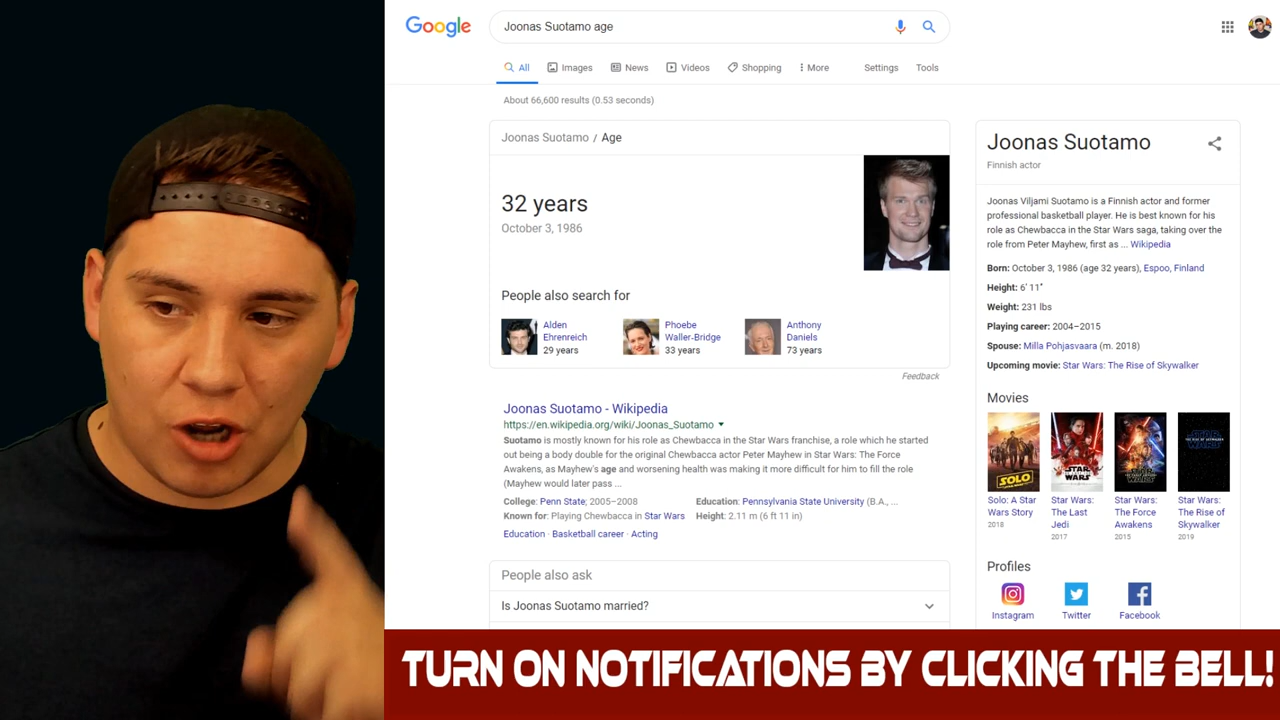 Google
Joonas Suotamo age
All
Images
News
Videos
Shopping
More
Settings
Tools
About 66,600 results (0.53 seconds)
Joonas Suotamo / Age
32 years
October 3, 1986
People also search for
Alden
Ehrenreich
29 years
Phoebe
Waller-Bridge
33 years
Anthony
Daniels
73 years
Feedback
Joonas Suotamo - Wikipedia
https://en.wikipedia.org/wiki/Joonas_Suotamo
Suotamo is mostly known for his role as Chewbacca in the Star Wars franchise, a role which he started
out being a body double for the original Chewbacca actor Peter Mayhew in Star Wars: The Force
Awakens, as Mayhew's age and worsening health was making it more difficult for him to fill the role
(Mayhew would later pass ...
College: Penn State; 2005–2008
Education: Pennsylvania State University (B.A., ...
Known for: Playing Chewbacca in Star Wars
Height: 2.11 m (6 ft 11 in)
Education · Basketball career · Acting
People also ask
Is Joonas Suotamo married?
Joonas Suotamo
Finnish actor
Joonas Viljami Suotamo is a Finnish actor and former
professional basketball player. He is best known for his
role as Chewbacca in the Star Wars saga, taking over the
role from Peter Mayhew, first as ... Wikipedia
Born: October 3, 1986 (age 32 years), Espoo, Finland
Height: 6' 11"
Weight: 231 lbs
Playing career: 2004–2015
Spouse: Milla Pohjasvaara (m. 2018)
Upcoming movie: Star Wars: The Rise of Skywalker
Movies
SOLO
STAR
WARS
STAR
WARS
Solo: A Star
Wars Story
2018
Star Wars:
The Last
Jedi
2017
Star Wars:
The Force
Awakens
2015
Star Wars:
The Rise of
Skywalker
2019
Profiles
Instagram
Twitter
Facebook
TURN ON NOTIFICATIONS BY CLICKING THE BELL!